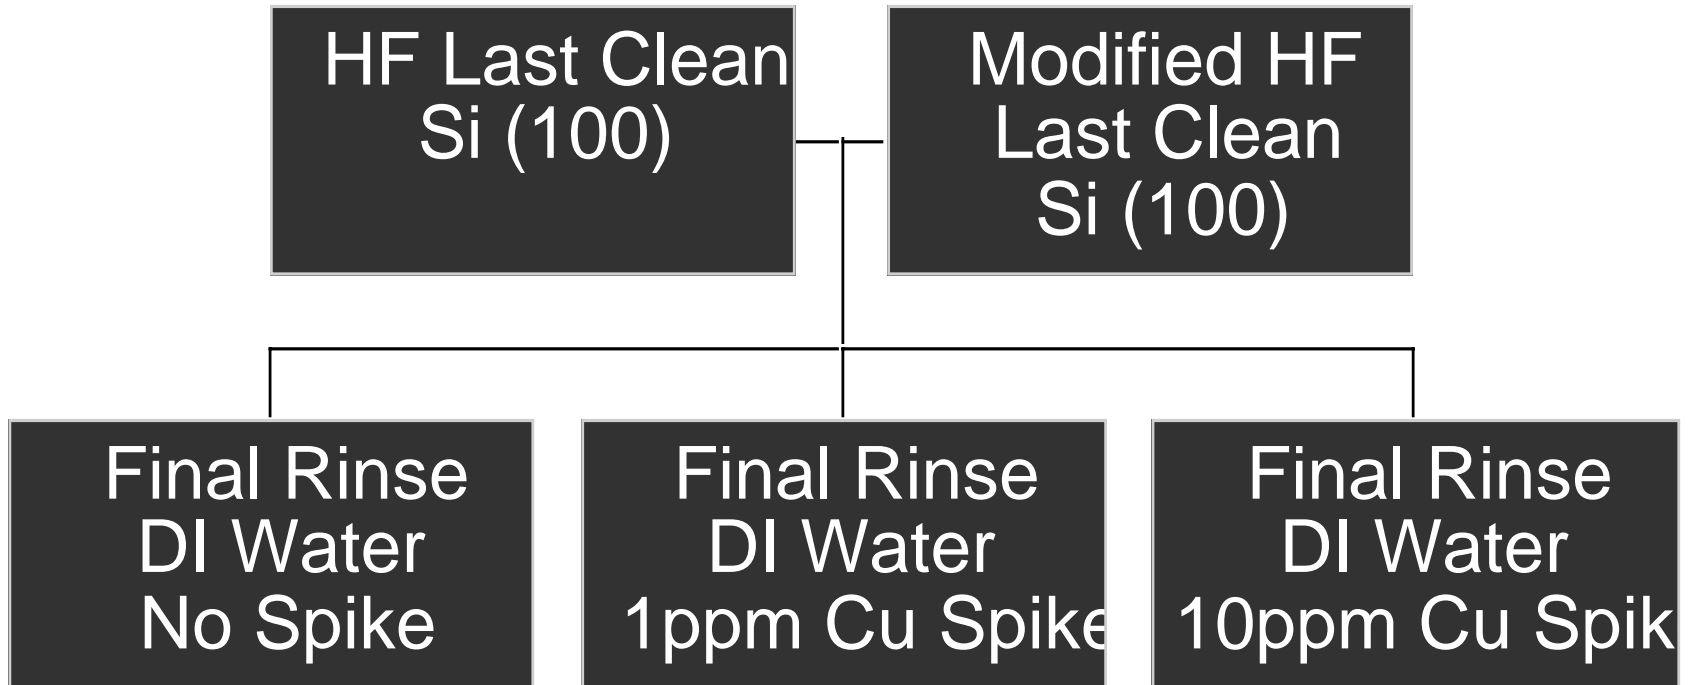 HF Last Clean
Si (100)
Modified HF
Last Clean
Si (100)
Final Rinse
DI Water
No Spike
Final Rinse
DI Water
1ppm Cu Spike
Final Rinse
DI Water
10ppm Cu Spik